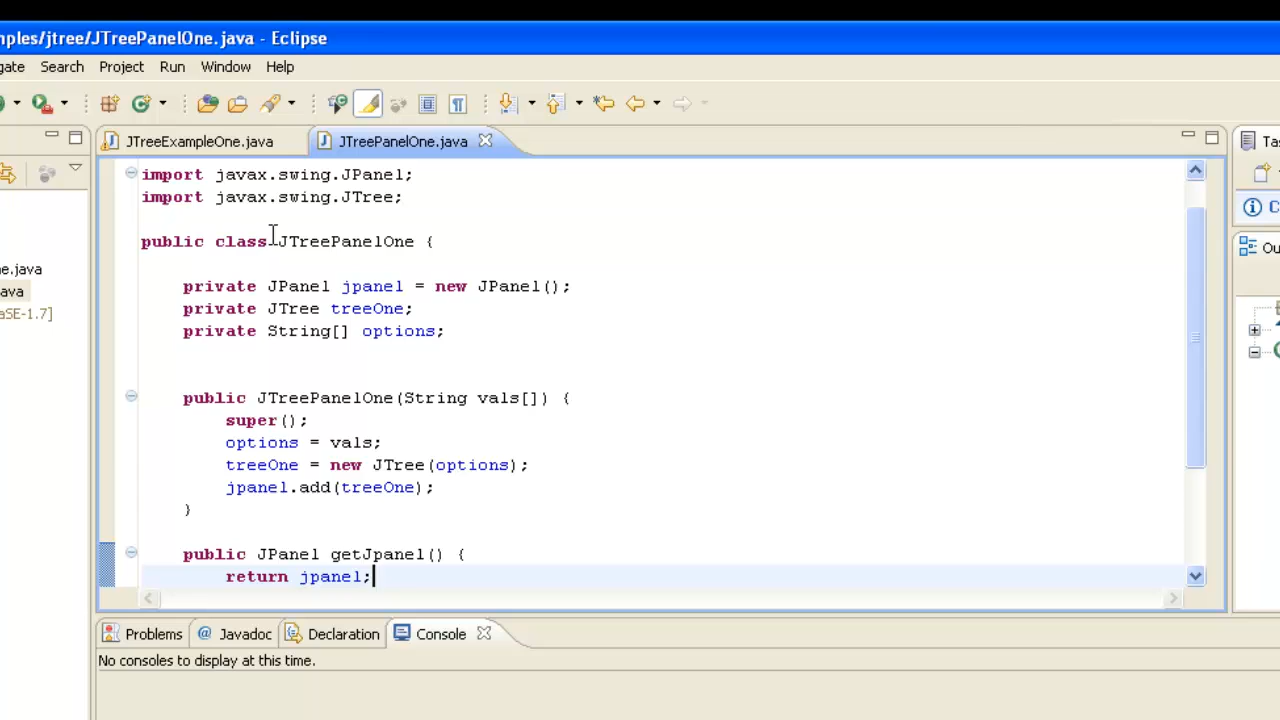 mples/jtree/JTreePanelOne.java - Eclipse
gate Search Project Run Window Help
JTreeExampleOne.java JTreePanelOne.java Tas
import javax.swing.JPanel;
import javax.swing.JTree;
public class JTreePanelOne {
private JPanel jpanel = new JPanel();
private JTree treeOne;
private String[] options;
public JTreePanelOne(String vals[]) {
super();
options = vals;
treeOne = new JTree(options);
jpanel.add(treeOne);
}
public JPanel getJpanel() {
return jpanel;
e.java
ava
aSE-1.7]
C
Ou
Problems @ Javadoc Declaration Console
No consoles to display at this time.